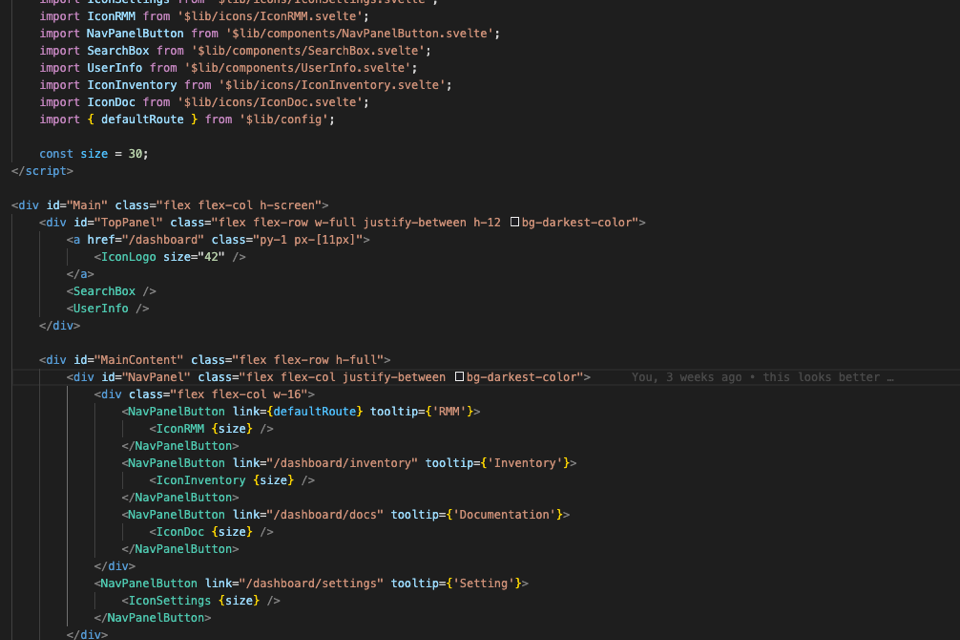 import IconSettings from '$lib/icons/IconSettings.svelte';
import IconRMM from '$lib/icons/IconRMM.svelte';
import NavPanelButton from '$lib/components/NavPanelButton.svelte';
import SearchBox from '$lib/components/SearchBox.svelte';
import UserInfo from '$lib/components/UserInfo.svelte';
import IconInventory from '$lib/icons/IconInventory.svelte';
import IconDoc from '$lib/icons/IconDoc.svelte';
import { defaultRoute } from '$lib/config';
const size = 30;
</script>
<div id="Main" class="flex flex-col h-screen">
<div id="TopPanel" class="flex flex-row w-full justify-between h-12 bg-darkest-color">
<a href="/dashboard" class="py-1 px-[11px]">
<IconLogo size="42" />
</a>
<SearchBox />
<UserInfo />
</div>
<div id="MainContent" class="flex flex-row h-full">
<div id="NavPanel" class="flex flex-col justify-between bg-darkest-color"> You, 3 weeks ago • this looks better …
<div class="flex flex-col w-16">
<NavPanelButton link={defaultRoute} tooltip={'RMM'}>
<IconRMM {size} />
</NavPanelButton>
<NavPanelButton link="/dashboard/inventory" tooltip={'Inventory'}>
<IconInventory {size} />
</NavPanelButton>
<NavPanelButton link="/dashboard/docs" tooltip={'Documentation'}>
<IconDoc {size} />
</NavPanelButton>
</div>
<NavPanelButton link="/dashboard/settings" tooltip={'Setting'}>
<IconSettings {size} />
</NavPanelButton>
</div>